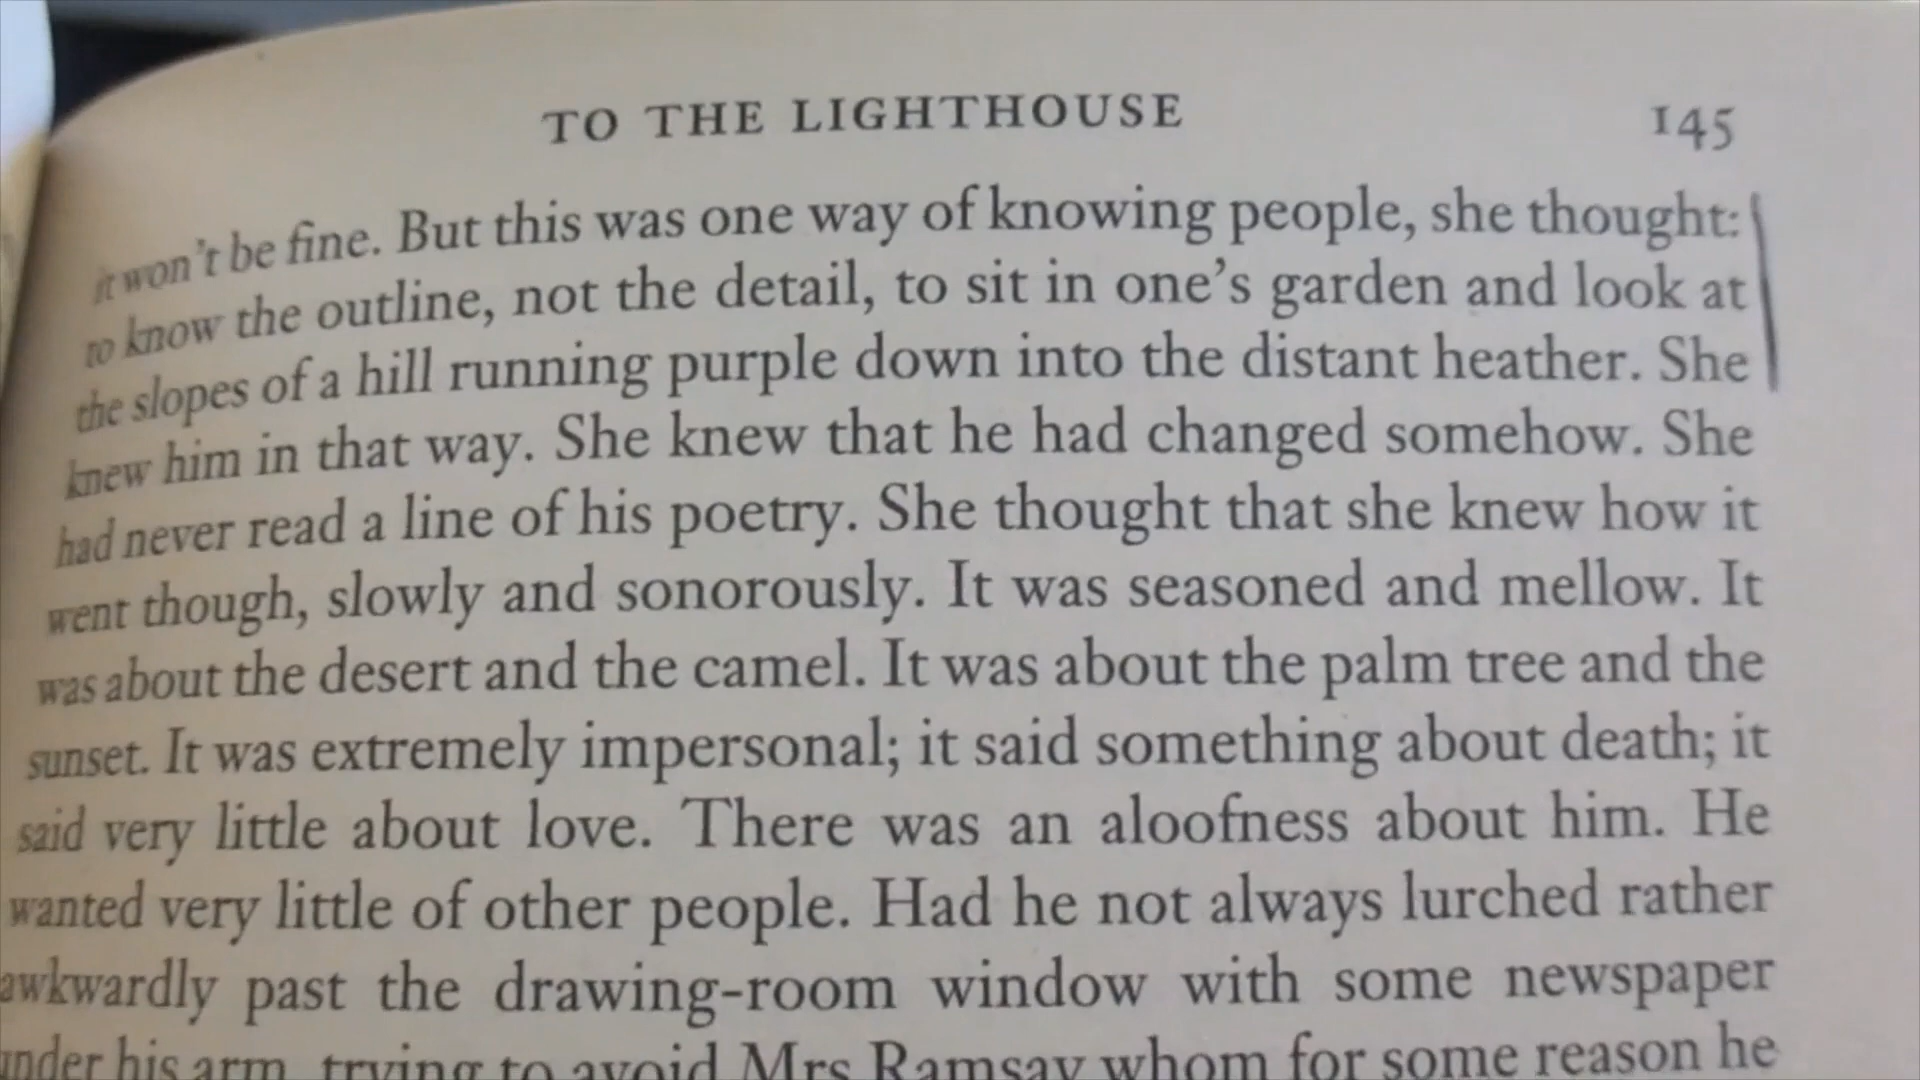 TO THE LIGHTHOUSE 145
it won't be fine. But this was one way of knowing people, she thought:
to know the outline, not the detail, to sit in one's garden and look at
the slopes of a hill running purple down into the distant heather. She
knew him in that way. She knew that he had changed somehow. She
had never read a line of his poetry. She thought that she knew how it
went though, slowly and sonorously. It was seasoned and mellow. It
was about the desert and the camel. It was about the palm tree and the
sunset. It was extremely impersonal; it said something about death; it
said very little about love. There was an aloofness about him. He
wanted very little of other people. Had he not always lurched rather
awkwardly past the drawing-room window with some newspaper
under his arm, trying to avoid Mrs Ramsay whom for some reason he